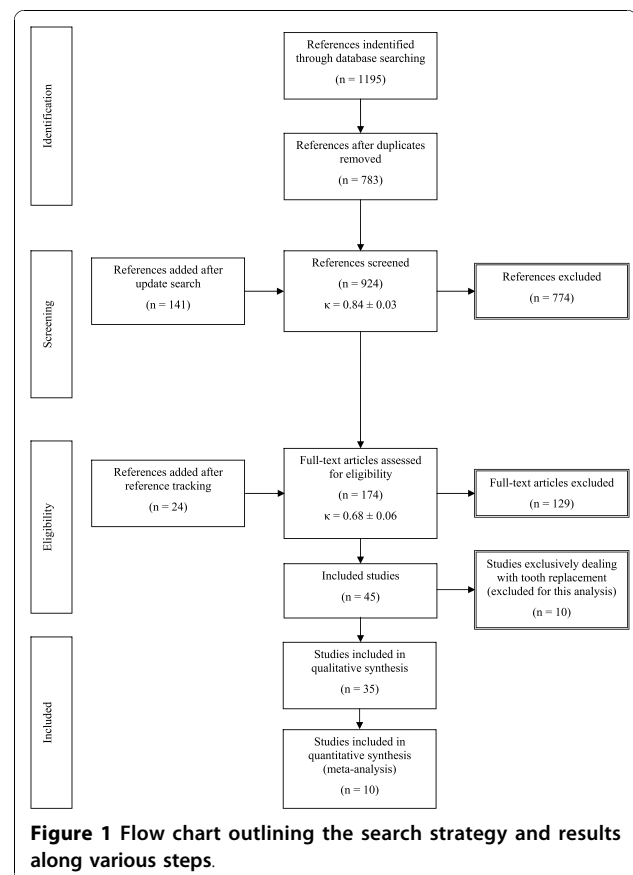 Identification
References indentified
through database searching
(n = 1195)
References after duplicates
removed
(n = 783)
Screening
References added after
update search
(n = 141)
References screened
(n = 924)
κ = 0.84 ± 0.03
References excluded
(n = 774)
Eligibility
References added after
reference tracking
(n = 24)
Full-text articles assessed
for eligibility
(n = 174)
κ = 0.68 ± 0.06
Full-text articles excluded
(n = 129)
Included studies
(n = 45)
Studies exclusively dealing
with tooth replacement
(excluded for this analysis)
(n = 10)
Included
Studies included in
qualitative synthesis
(n = 35)
Studies included in
quantitative synthesis
(meta-analysis)
(n = 10)
Figure 1 Flow chart outlining the search strategy and results
along various steps.